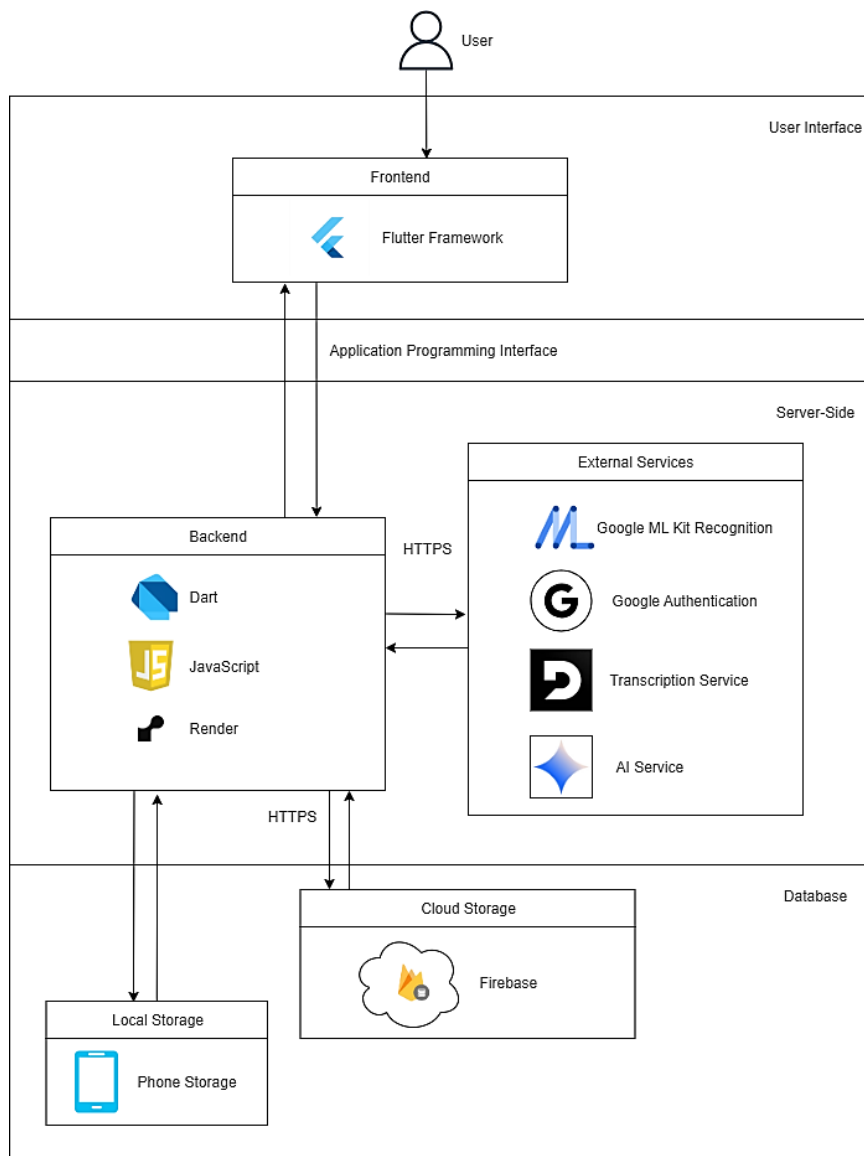 User
User Interface
Frontend
Flutter Framework
Application Programming Interface
Server-Side
External Services
Google ML Kit Recognition
Google Authentication
Transcription Service
AI Service
Backend
HTTPS
Dart
JS
JavaScript
Render
HTTPS
Database
Cloud Storage
Firebase
Local Storage
Phone Storage